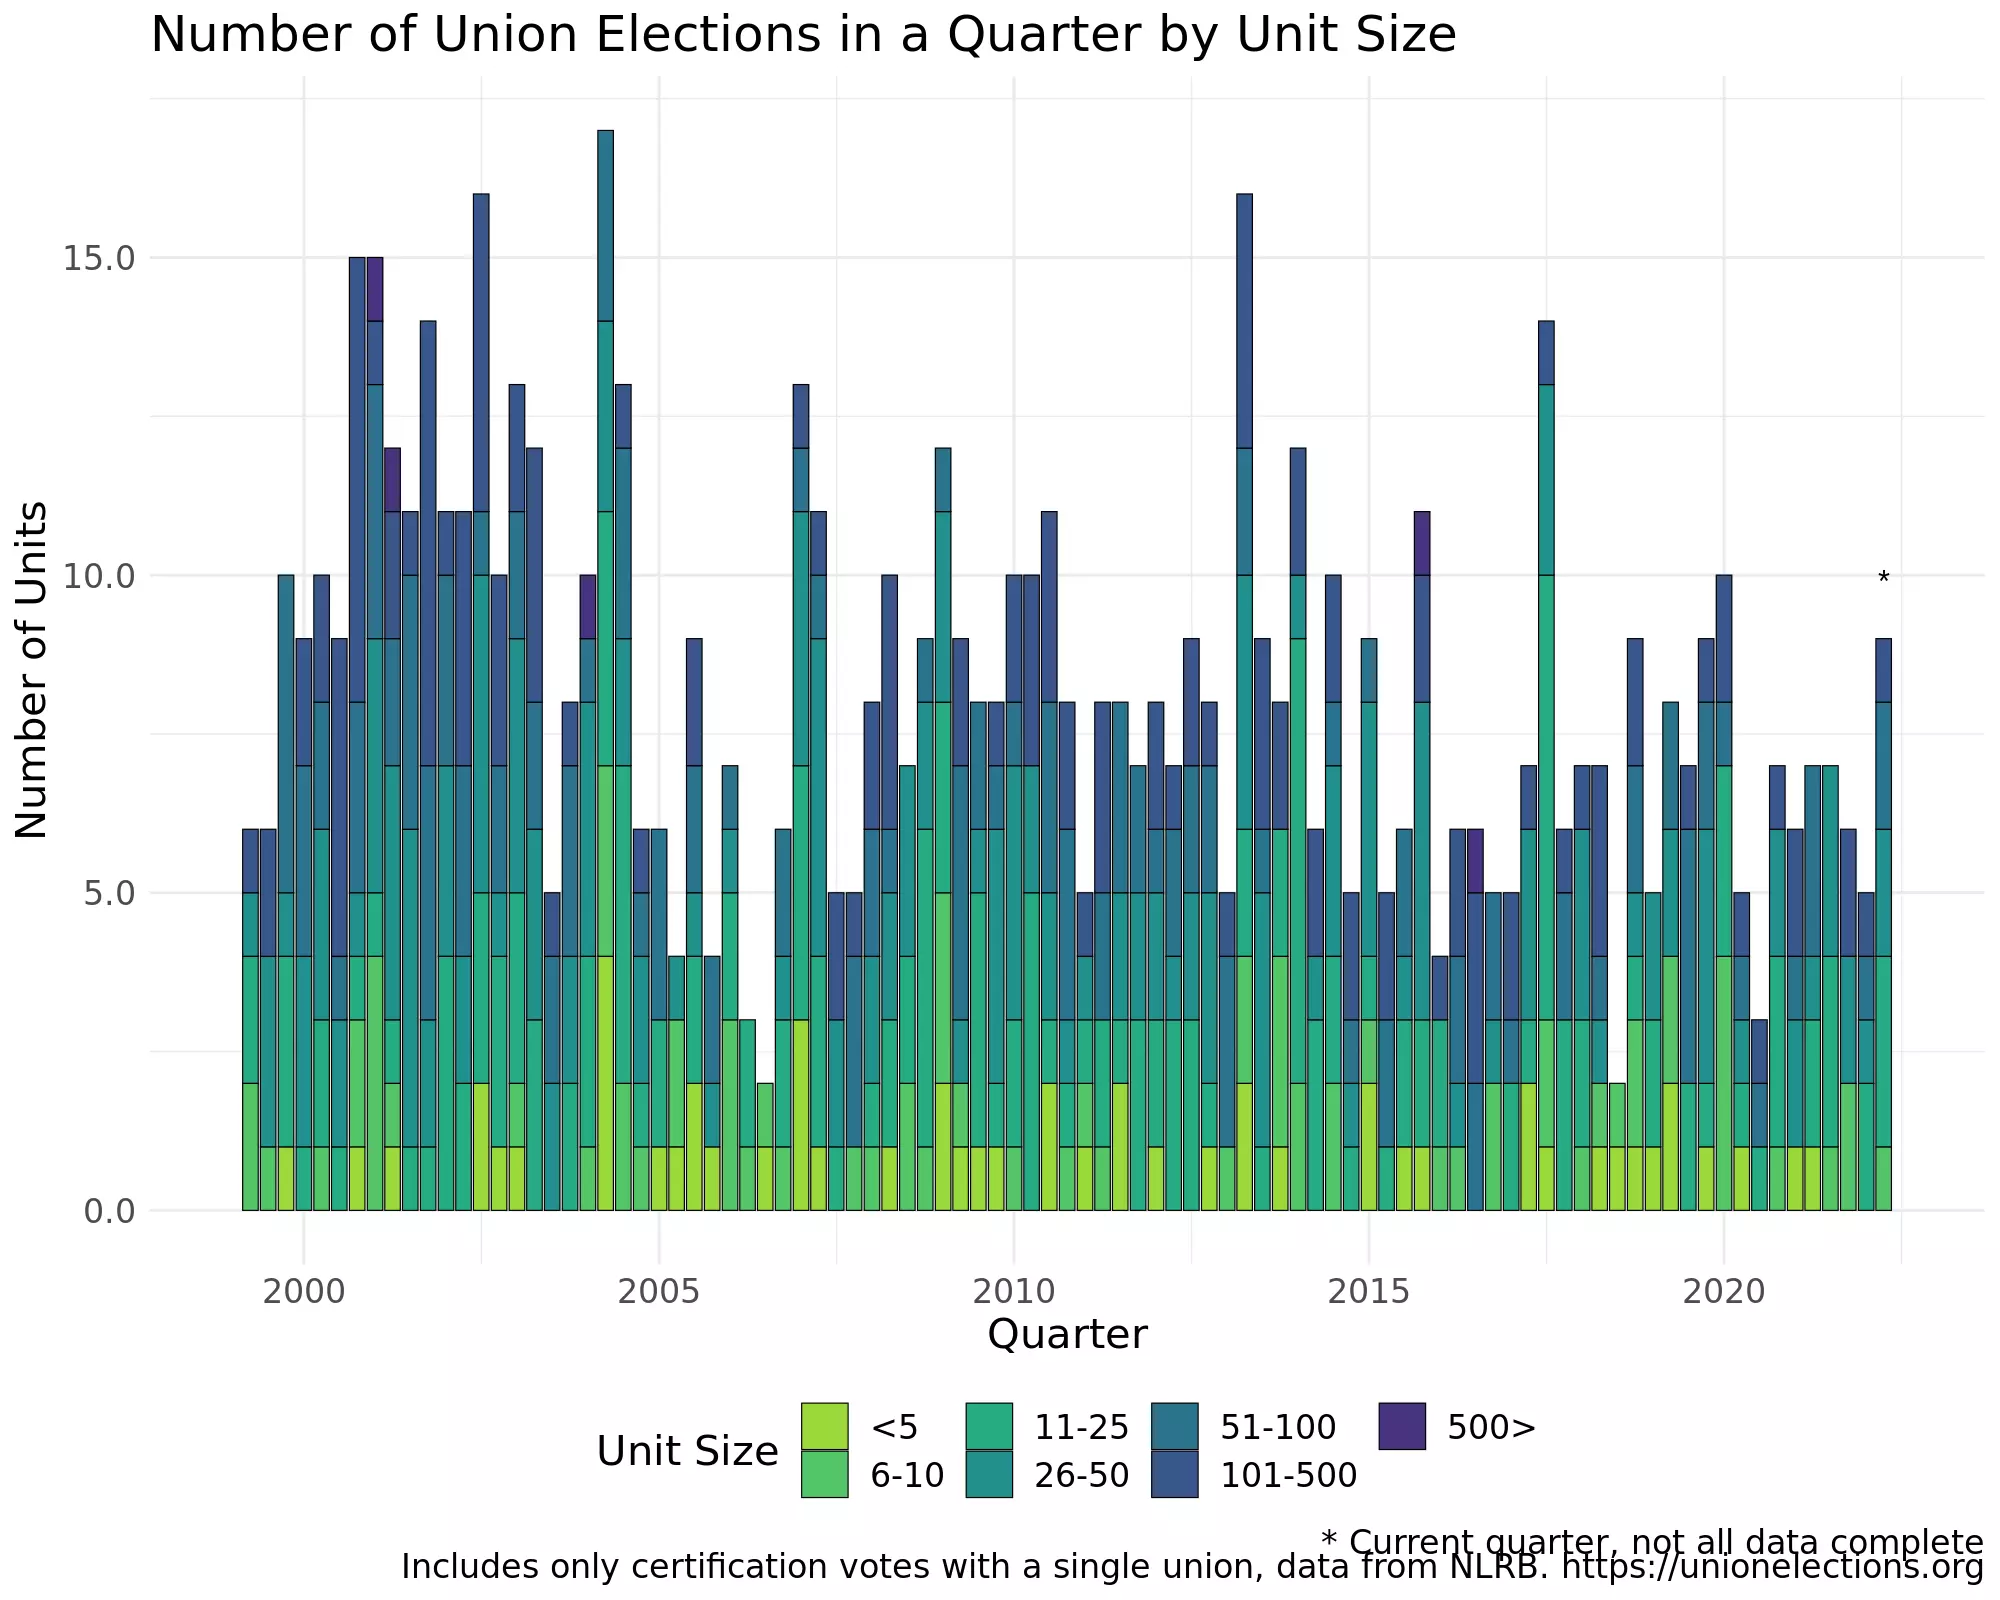 Number of Union Elections in a Quarter by Unit Size
Number of Units
15.0
10.0
5.0
0.0
*
2000 2005 2010 2015 2020
Quarter
Unit Size
<5 11-25 51-100 500>
6-10 26-50 101-500
* Current quarter, not all data complete
Includes only certification votes with a single union, data from NLRB. https://unionelections.org